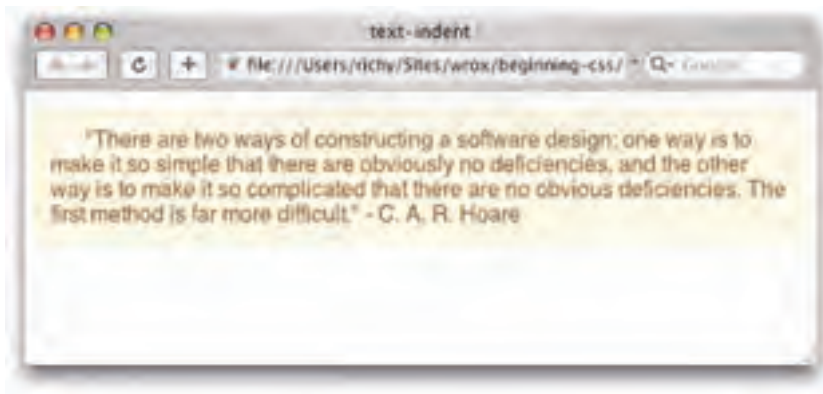 text-indent
file:///Users/richy/Sites/wrox/beginning-css/
"There are two ways of constructing a software design: one way is to
make it so simple that there are obviously no deficiencies, and the other
way is to make it so complicated that there are no obvious deficiencies. The
first method is far more difficult." - C. A. R. Hoare